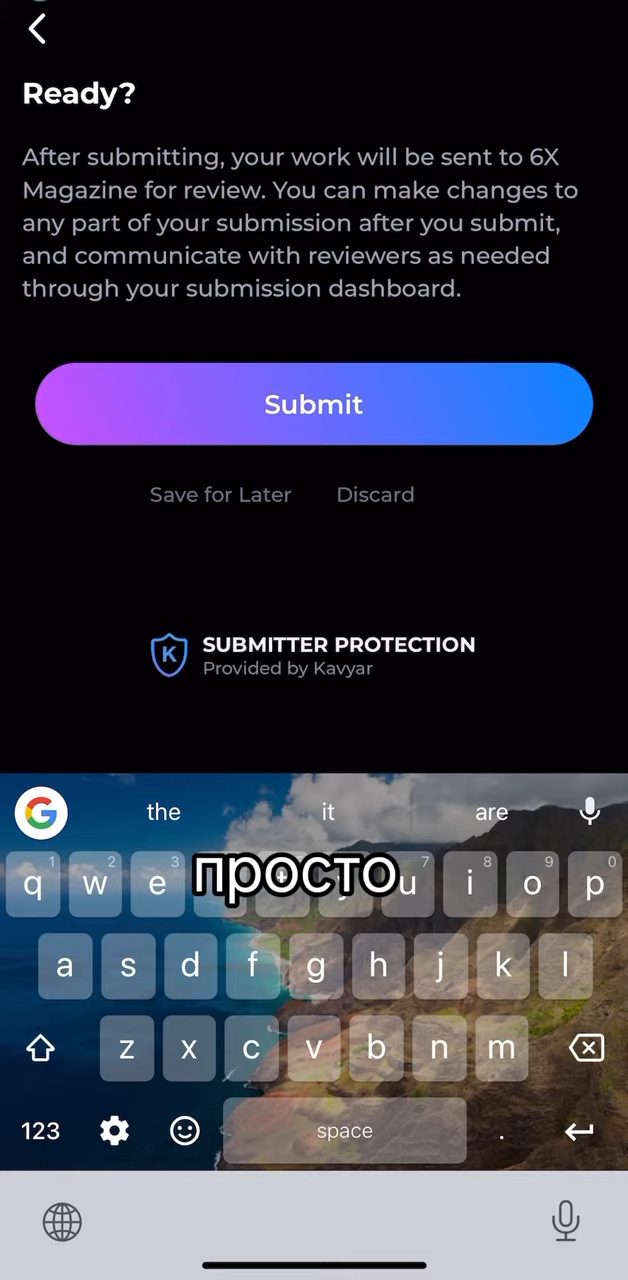 Ready?
After submitting, your work will be sent to 6X
Magazine for review. You can make changes to
any part of your submission after you submit,
and communicate with reviewers as needed
through your submission dashboard.
Submit
Save for Later Discard
K
SUBMITTER PROTECTION
Provided by Kavyar
G the it are
1 2 3 7 8 9 0
q w e u i o p
просто
a s d f g h j k l
z x c v b n m
123 space .